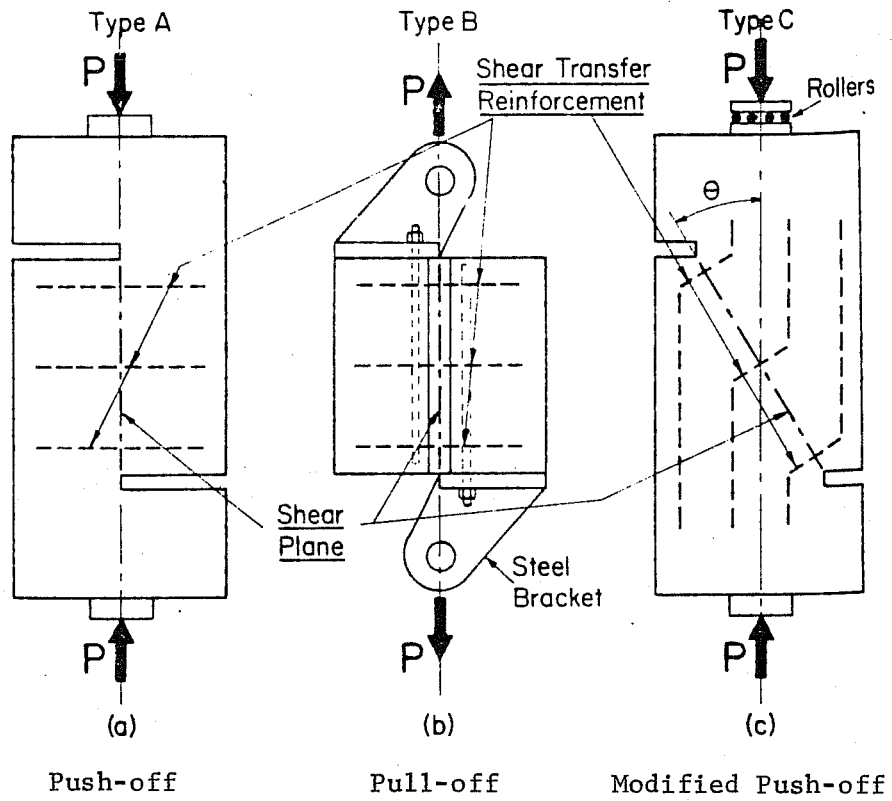 Type A
Type B
Type C
P
P
P
Shear Transfer
Reinforcement
Rollers
θ
Shear
Plane
Steel
Bracket
P
P
P
(a)
(b)
(c)
Push-off
Pull-off
Modified Push-off